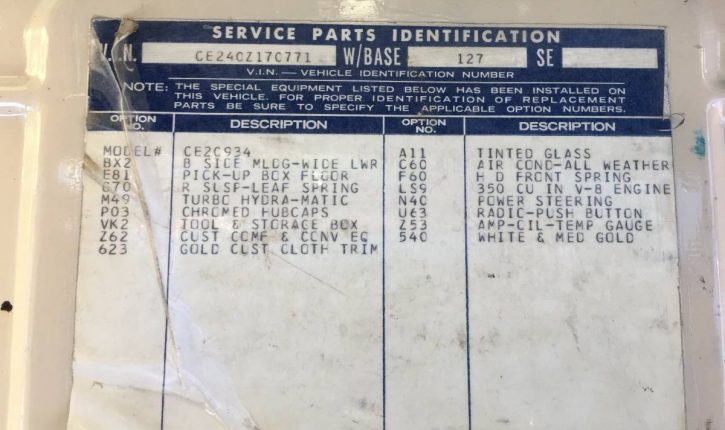 SERVICE PARTS IDENTIFICATION
V.I.N. CE240Z170771 W/BASE 127 SE
V.I.N. — VEHICLE IDENTIFICATION NUMBER
NOTE: THE SPECIAL EQUIPMENT LISTED BELOW HAS BEEN INSTALLED ON
THIS VEHICLE. FOR PROPER IDENTIFICATION OF REPLACEMENT
PARTS BE SURE TO SPECIFY THE APPLICABLE OPTION NUMBERS.
OPTION NO. DESCRIPTION OPTION NO. DESCRIPTION
MODEL# CE20934 A11 TINTED GLASS
BX2 B SIDE MLDG-WIDE LWR C60 AIR COND-ALL WEATHER
E81 PICK-UP BOX FLOOR F60 H D FRONT SPRING
G70 R SUSP-LEAF SPRING LS9 350 CU IN V-8 ENGINE
M49 TURBO HYDRA-MATIC N40 POWER STEERING
P03 CHROMED HUBCAPS U63 RADIO-PUSH BUTTON
VK2 TOOL & STORAGE BOX Z53 AMP-OIL-TEMP GAUGE
Z62 CUST COMF & CONV EQ 540 WHITE & MED GOLD
623 GOLD CUST CLOTH TRIM